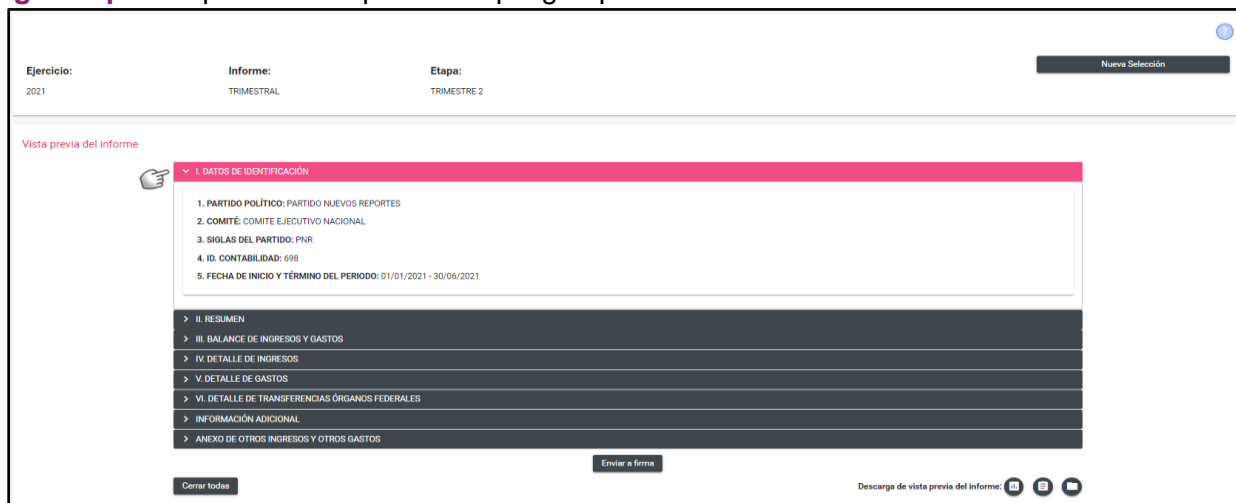 ?
Nueva Selección
Ejercicio: Informe: Etapa:
2021 TRIMESTRAL TRIMESTRE 2
Vista previa del informe
I. DATOS DE IDENTIFICACIÓN
1. PARTIDO POLÍTICO: PARTIDO NUEVOS REPORTES
2. COMITÉ: COMITE EJECUTIVO NACIONAL
3. SIGLAS DEL PARTIDO: PNR
4. ID. CONTABILIDAD: 698
5. FECHA DE INICIO Y TÉRMINO DEL PERIODO: 01/01/2021 - 30/06/2021
II. RESUMEN
III. BALANCE DE INGRESOS Y GASTOS
IV. DETALLE DE INGRESOS
V. DETALLE DE GASTOS
VI. DETALLE DE TRANSFERENCIAS ÓRGANOS FEDERALES
INFORMACIÓN ADICIONAL
ANEXO DE OTROS INGRESOS Y OTROS GASTOS
Enviar a firma
Cerrar todas Descarga de vista previa del informe: